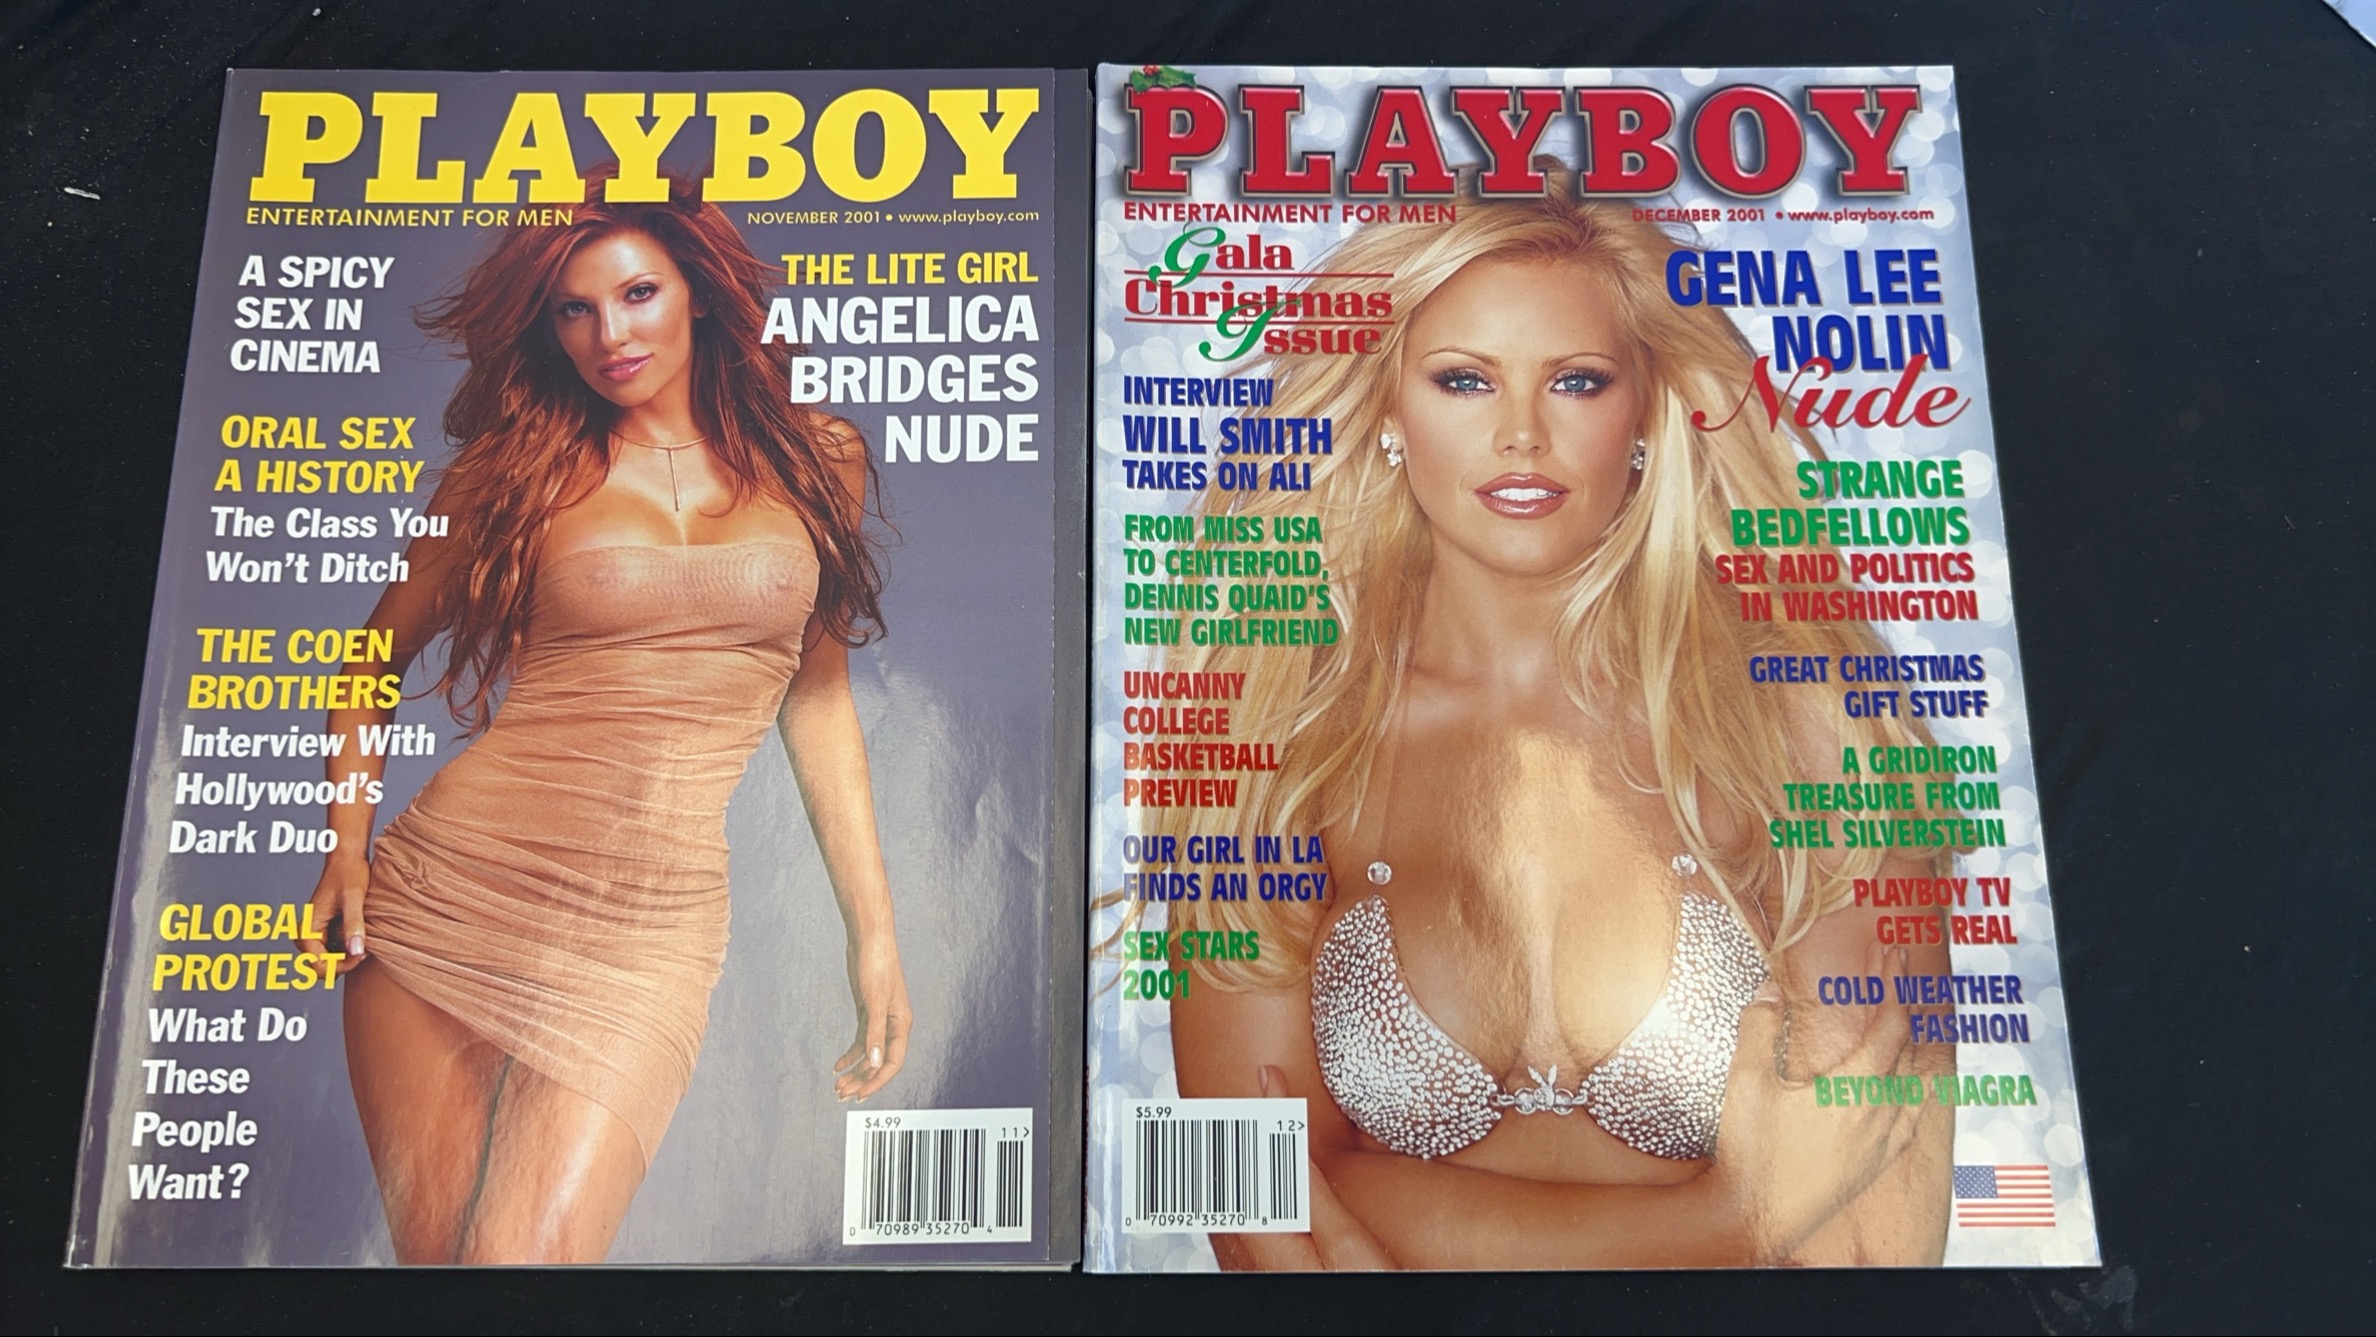 PLAYBOY
ENTERTAINMENT FOR MEN
NOVEMBER 2001 • www.playboy.com
A SPICY
SEX IN
CINEMA
ORAL SEX
A HISTORY
The Class You
Won't Ditch
THE COEN
BROTHERS
Interview With
Hollywood's
Dark Duo
GLOBAL
PROTEST
What Do
These
People
Want?
THE LITE GIRL
ANGELICA
BRIDGES
NUDE
$4.99
11>
0 70989 35270 4
PLAYBOY
ENTERTAINMENT FOR MEN
DECEMBER 2001 • www.playboy.com
Gala
Christmas
Issue
INTERVIEW
WILL SMITH
TAKES ON ALI
FROM MISS USA
TO CENTERFOLD,
DENNIS QUAID'S
NEW GIRLFRIEND
UNCANNY
COLLEGE
BASKETBALL
PREVIEW
OUR GIRL IN LA
FINDS AN ORGY
SEX STARS
2001
$5.99
12>
0 70992 35270 8
GENA LEE
NOLIN
Nude
STRANGE
BEDFELLOWS
SEX AND POLITICS
IN WASHINGTON
GREAT CHRISTMAS
GIFT STUFF
A GRIDIRON
TREASURE FROM
SHEL SILVERSTEIN
PLAYBOY TV
GETS REAL
COLD WEATHER
FASHION
BEYOND VIAGRA